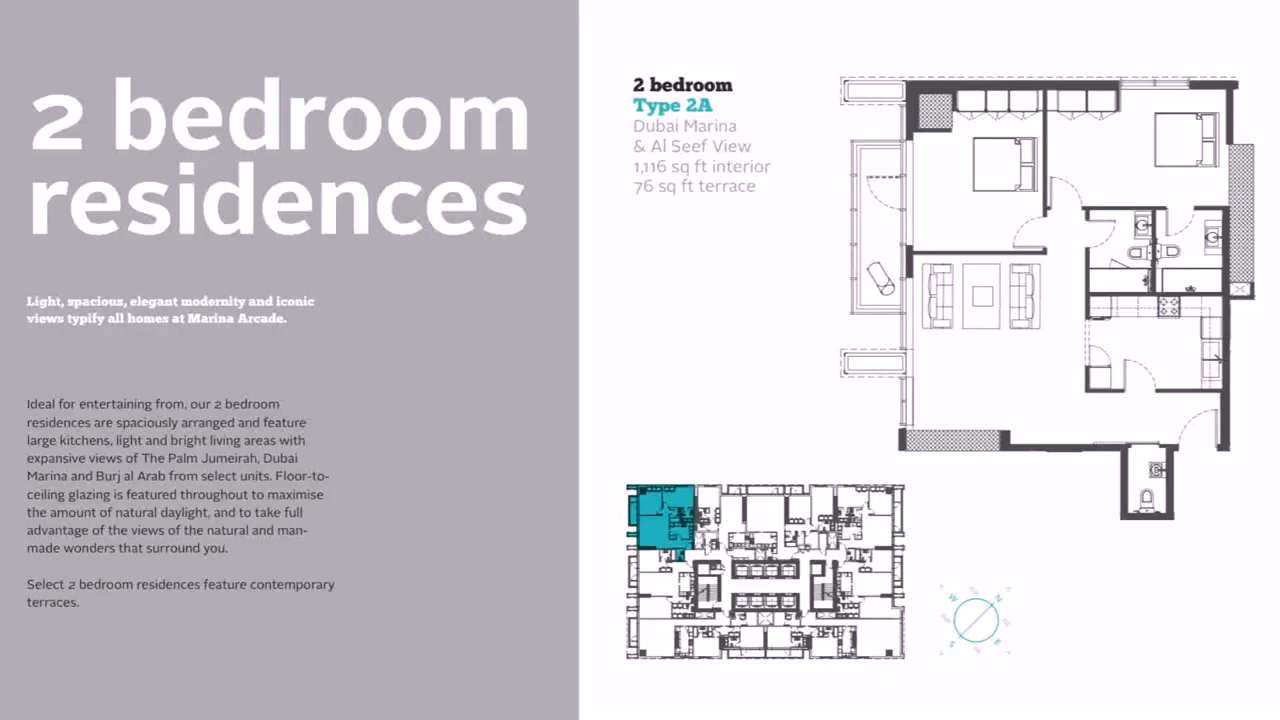 2 bedroom
residences
Light, spacious, elegant modernity and iconic
views typify all homes at Marina Arcade.
Ideal for entertaining from, our 2 bedroom
residences are spaciously arranged and feature
large kitchens, light and bright living areas with
expansive views of The Palm Jumeirah, Dubai
Marina and Burj al Arab from select units. Floor-to-
ceiling glazing is featured throughout to maximise
the amount of natural daylight, and to take full
advantage of the views of the natural and man-
made wonders that surround you.
Select 2 bedroom residences feature contemporary
terraces.
2 bedroom
Type 2A
Dubai Marina
& Al Seef View
1,116 sq ft interior
76 sq ft terrace
W
N
S
E